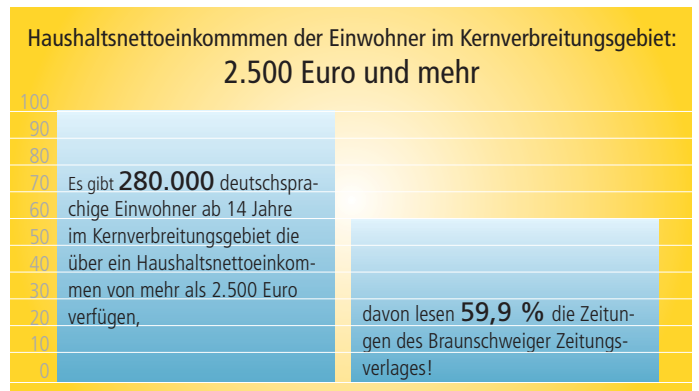 Haushaltsnettoeinkommmen der Einwohner im Kernverbreitungsgebiet:
2.500 Euro und mehr
100
90
80
70
60
50
40
30
20
10
0
Es gibt 280.000 deutschspra-
chige Einwohner ab 14 Jahre
im Kernverbreitungsgebiet die
über ein Haushaltsnettoeinkom-
men von mehr als 2.500 Euro
verfügen,
davon lesen 59,9 % die Zeitun-
gen des Braunschweiger Zeitungs-
verlages!